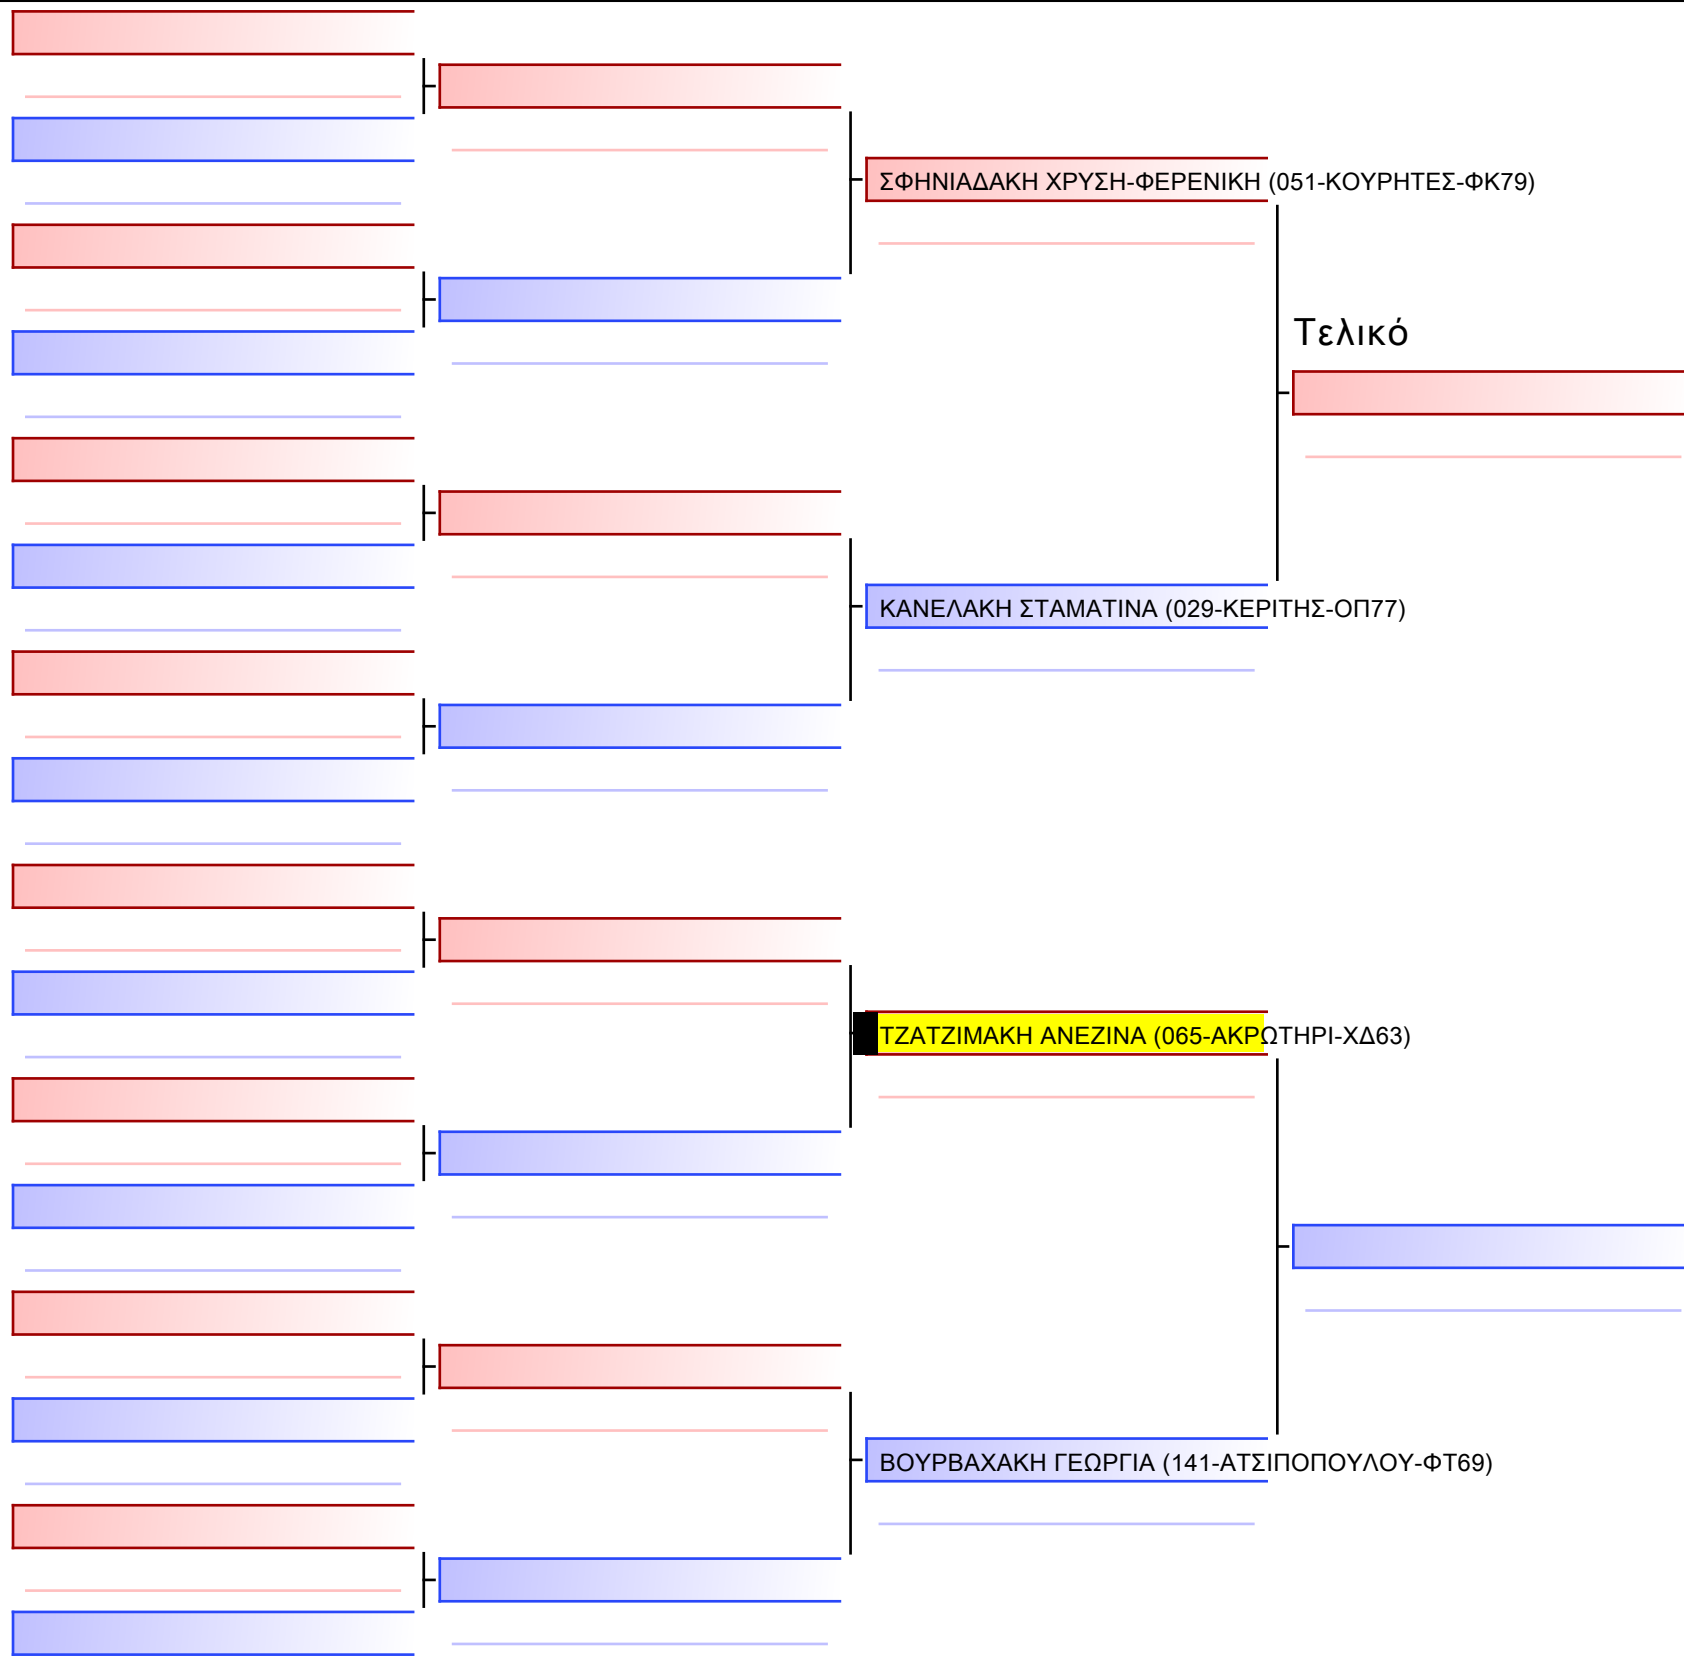 ΣΦΗΝΙΑΔΑΚΗ ΧΡΥΣΗ-ΦΕΡΕΝΙΚΗ (051-ΚΟΥΡΗΤΕΣ-ΦΚ79)
Τελικό
ΚΑΝΕΛΑΚΗ ΣΤΑΜΑΤΙΝΑ (029-ΚΕΡΙΤΗΣ-ΟΠ77)
ΤΖΑΤΖΙΜΑΚΗ ΑΝΕΖΙΝΑ (065-ΑΚΡΩΤΗΡΙ-ΧΔ63)
ΒΟΥΡΒΑΧΑΚΗ ΓΕΩΡΓΙΑ (141-ΑΤΣΙΠΟΠΟΥΛΟΥ-ΦΤ69)